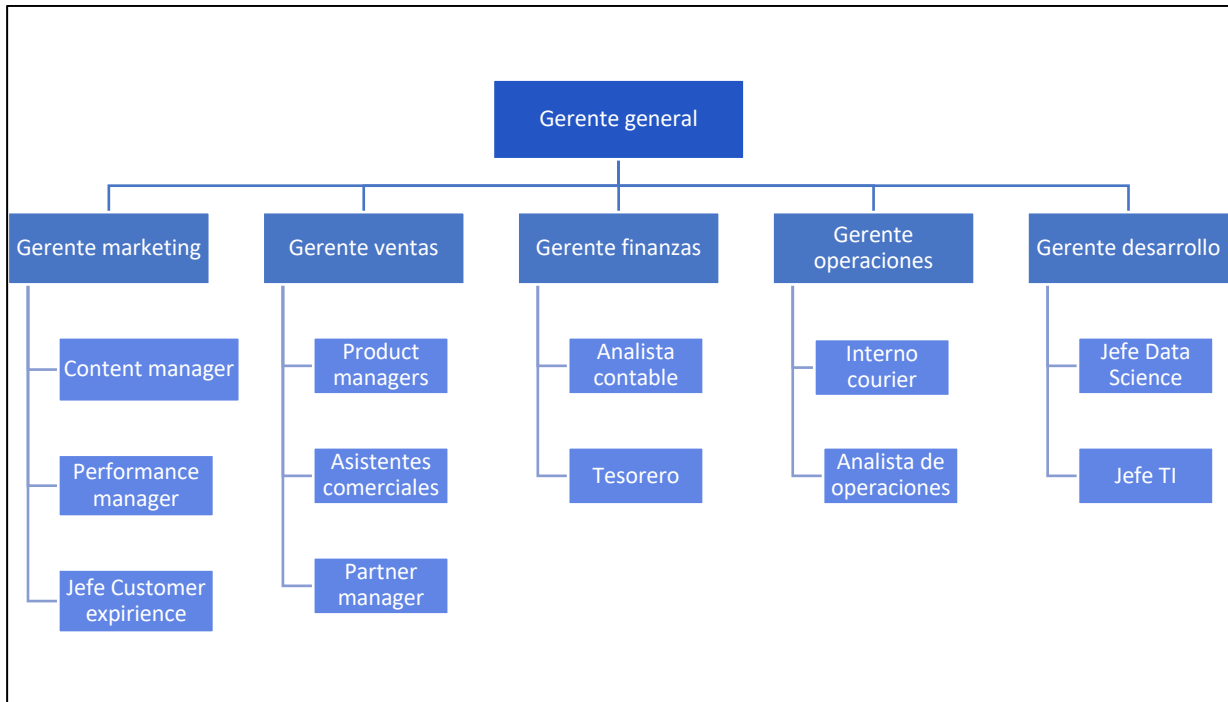 Gerente general
Gerente marketing
Gerente ventas
Gerente finanzas
Gerente
operaciones
Gerente desarrollo
Content manager
Performance
manager
Jefe Customer
expirience
Product
managers
Asistentes
comerciales
Partner
manager
Analista
contable
Tesorero
Interno
courier
Analista de
operaciones
Jefe Data
Science
Jefe TI